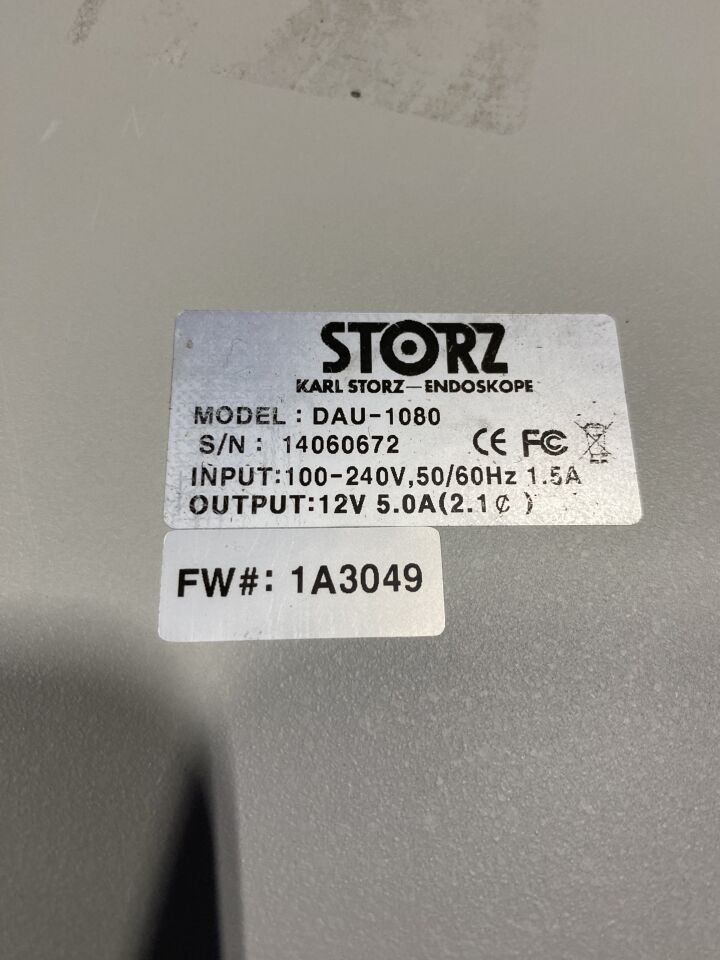 STORZ
KARL STORZ—ENDOSKOPE
MODEL : DAU-1080
S/N : 14060672 CE FC
INPUT:100-240V,50/60Hz 1.5A
OUTPUT:12V 5.0A(2.1¢ )
FW#: 1A3049